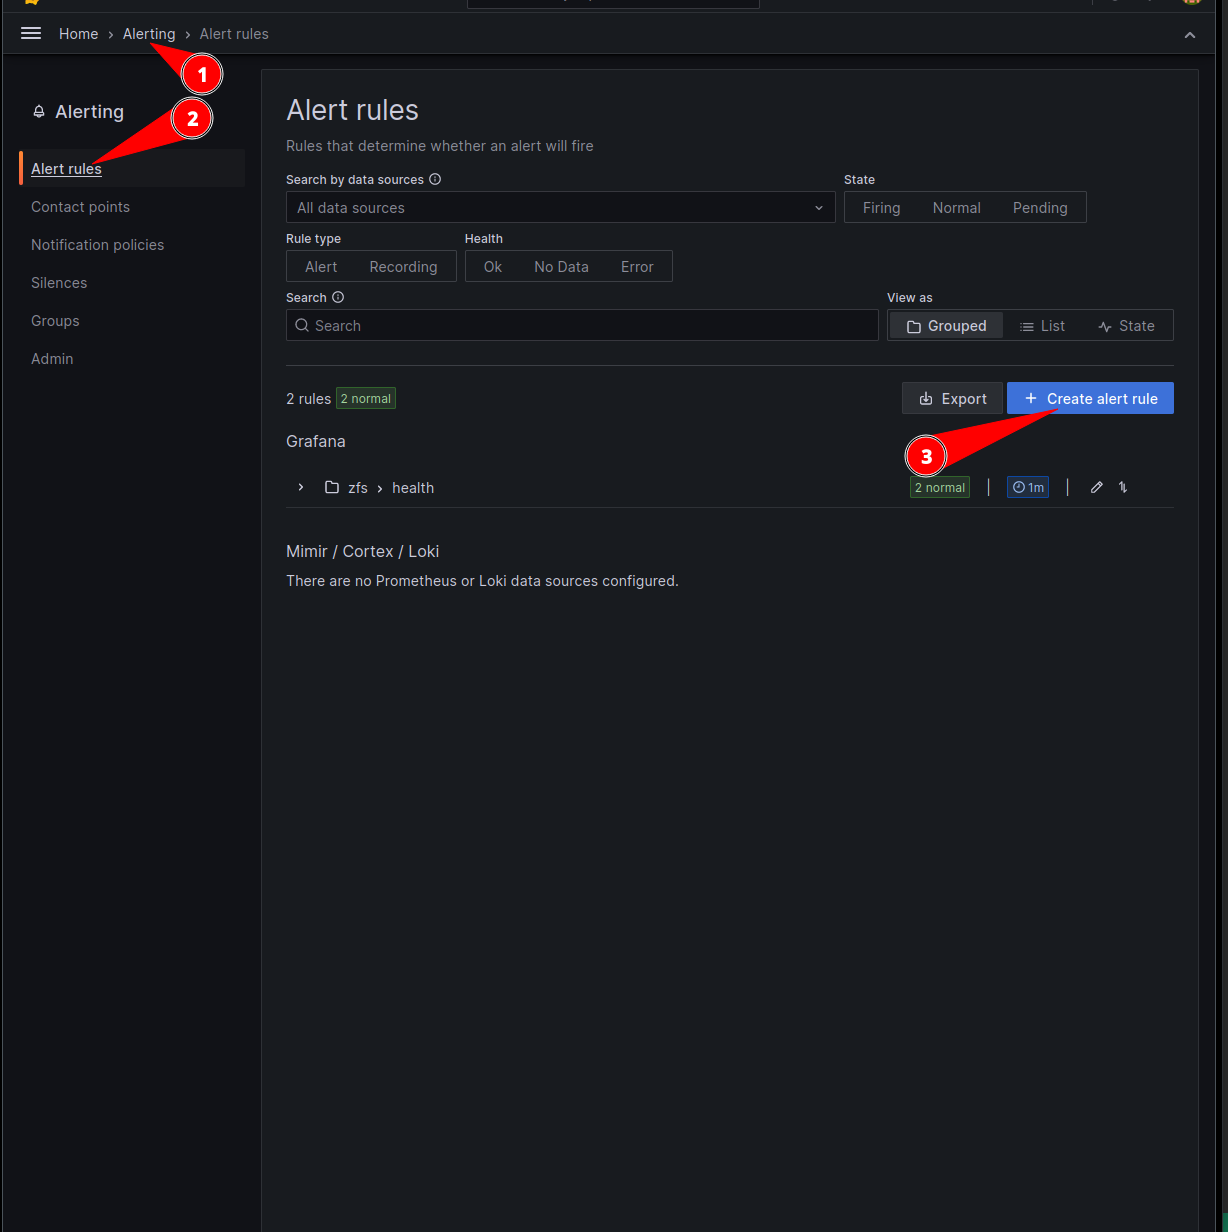 Home › Alerting › Alert rules
1
Alerting
2
Alert rules
Contact points
Notification policies
Silences
Groups
Admin
Alert rules
Rules that determine whether an alert will fire
Search by data sources
State
All data sources
Firing Normal Pending
Rule type
Health
Alert Recording
Ok No Data Error
Search
View as
Search
Grouped List State
2 rules 2 normal
Export
+ Create alert rule
Grafana
3
zfs › health
2 normal
1m
Mimir / Cortex / Loki
There are no Prometheus or Loki data sources configured.